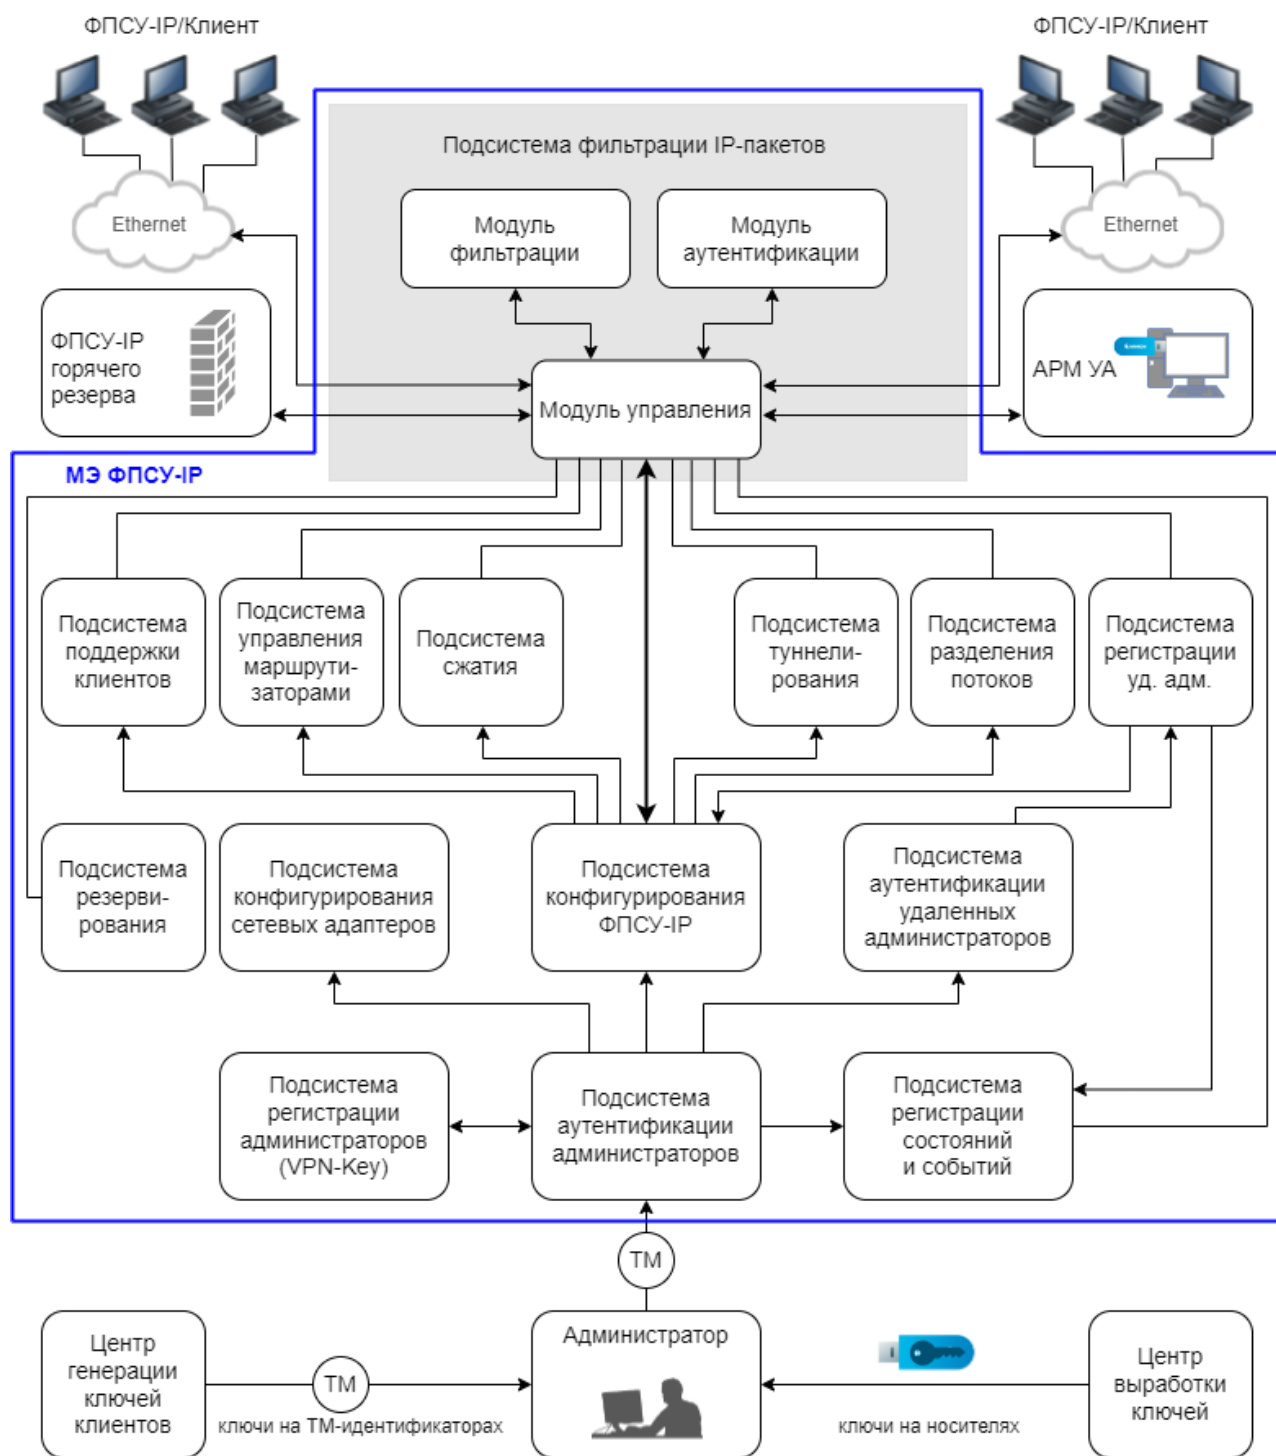 ФПСУ-IP/Клиент
ФПСУ-IP/Клиент
Подсистема фильтрации IP-пакетов
Ethernet
Модуль
фильтрации
Модуль
аутентификации
Ethernet
ФПСУ-IP
горячего
резерва
Модуль управления
АРМ УА
МЭ ФПСУ-IP
Подсистема
поддержки
клиентов
Подсистема
управления
маршрути-
заторами
Подсистема
сжатия
Подсистема
туннели-
рования
Подсистема
разделения
потоков
Подсистема
регистрации
уд. адм.
Подсистема
резерви-
рования
Подсистема
конфигурирования
сетевых адаптеров
Подсистема
конфигурирования
ФПСУ-IP
Подсистема
аутентификации
удаленных
администраторов
Подсистема
регистрации
администраторов
(VPN-Key)
Подсистема
аутентификации
администраторов
Подсистема
регистрации
состояний
и событий
ТМ
Центр
генерации
ключей
клиентов
ТМ
ключи на ТМ-идентификаторах
Администратор
ключи на носителях
Центр
выработки
ключей